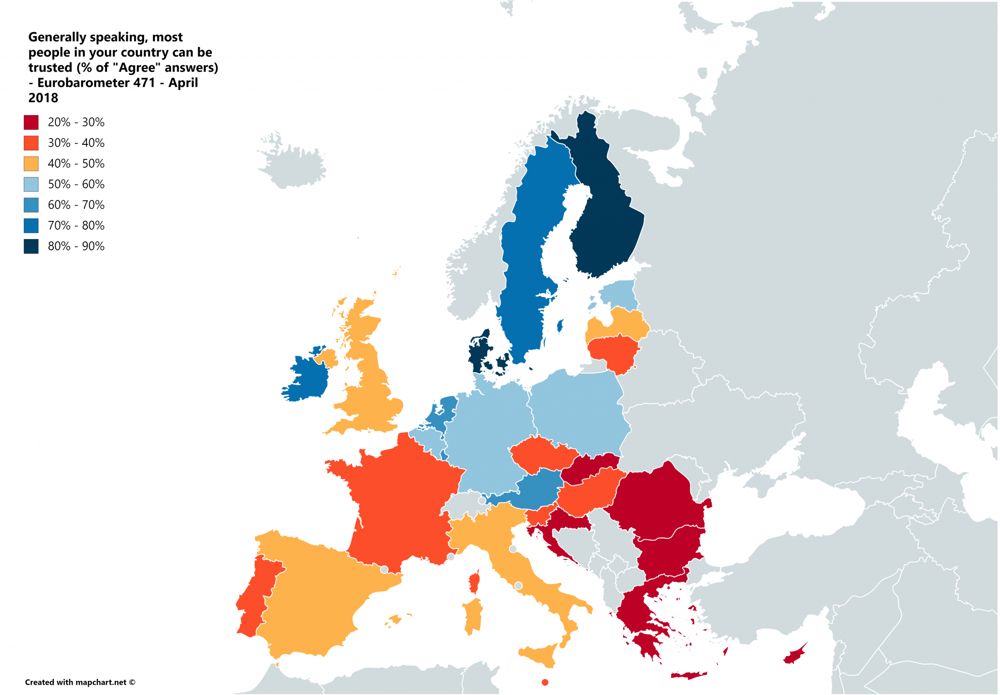 Generally speaking, most
people in your country can be
trusted (% of "Agree" answers)
- Eurobarometer 471 - April
2018
20% - 30%
30% - 40%
40% - 50%
50% - 60%
60% - 70%
70% - 80%
80% - 90%
Created with mapchart.net ©